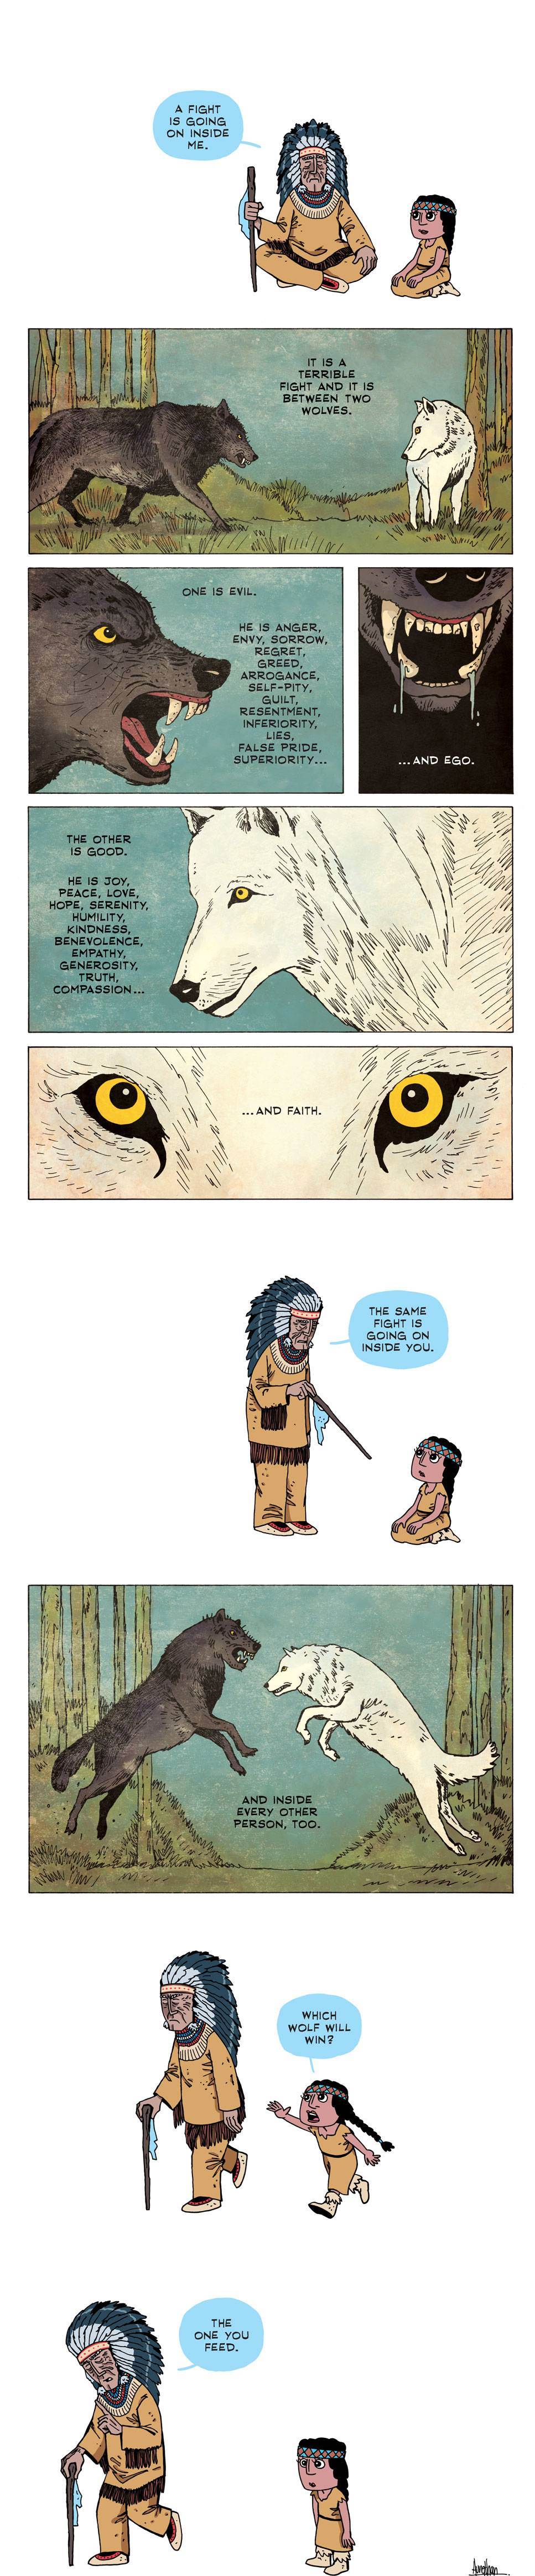 A FIGHT
IS GOING
ON INSIDE
ME.
IT IS A
TERRIBLE
FIGHT AND IT IS
BETWEEN TWO
WOLVES.
ONE IS EVIL.
HE IS ANGER,
ENVY, SORROW,
REGRET,
GREED,
ARROGANCE,
SELF-PITY,
GUILT,
RESENTMENT,
INFERIORITY,
LIES,
FALSE PRIDE,
SUPERIORITY...
...AND EGO.
THE OTHER
IS GOOD.
HE IS JOY,
PEACE, LOVE,
HOPE, SERENITY,
HUMILITY,
KINDNESS,
BENEVOLENCE,
EMPATHY,
GENEROSITY,
TRUTH,
COMPASSION...
...AND FAITH.
THE SAME
FIGHT IS
GOING ON
INSIDE YOU.
AND INSIDE
EVERY OTHER
PERSON, TOO.
WHICH
WOLF WILL
WIN?
THE
ONE YOU
FEED.